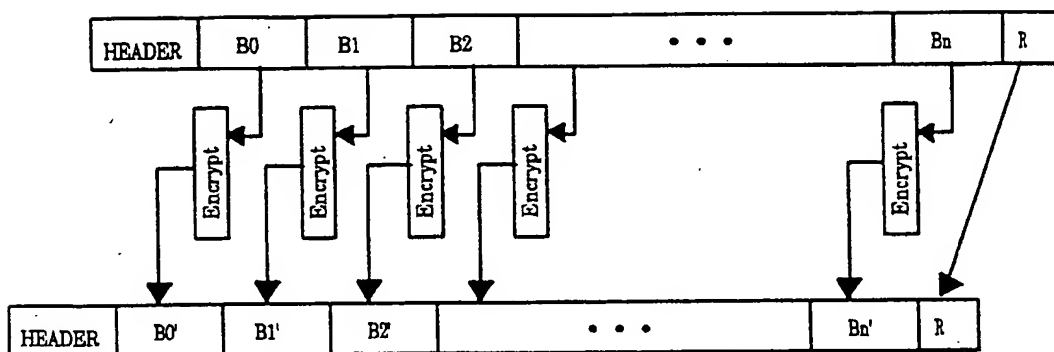 HEADER B0 B1 B2 • • • Bn R
Encrypt Encrypt Encrypt Encrypt Encrypt
HEADER B0' B1' B2' • • • Bn' R